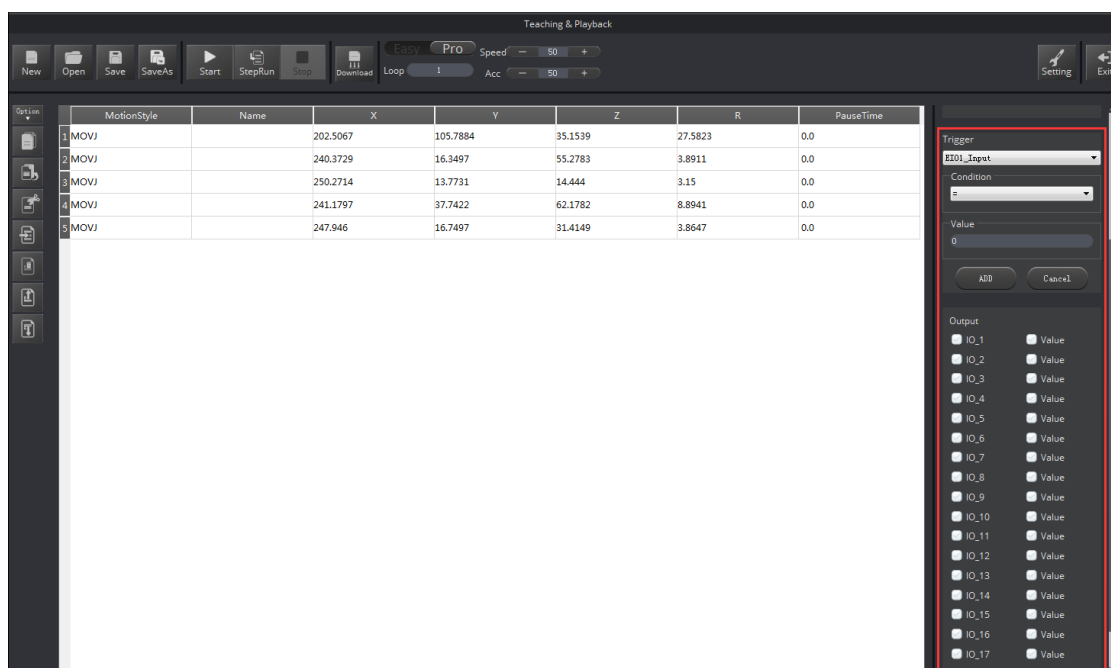 Teaching & Playback
Easy Pro Speed − 50 +
New Open Save SaveAs Start StepRun Stop Download Loop 1 Acc − 50 + Setting Exi
Option
MotionStyle Name X Y Z R PauseTime
1 MOVJ 202.5067 105.7884 35.1539 27.5823 0.0
2 MOVJ 240.3729 16.3497 55.2783 3.8911 0.0
3 MOVJ 250.2714 13.7731 14.444 3.15 0.0
4 MOVJ 241.1797 37.7422 62.1782 8.8941 0.0
5 MOVJ 247.946 16.7497 31.4149 3.8647 0.0
Trigger
EIO1_Input
Condition
=
Value
0
ADD Cancel
Output
IO_1 Value
IO_2 Value
IO_3 Value
IO_4 Value
IO_5 Value
IO_6 Value
IO_7 Value
IO_8 Value
IO_9 Value
IO_10 Value
IO_11 Value
IO_12 Value
IO_13 Value
IO_14 Value
IO_15 Value
IO_16 Value
IO_17 Value